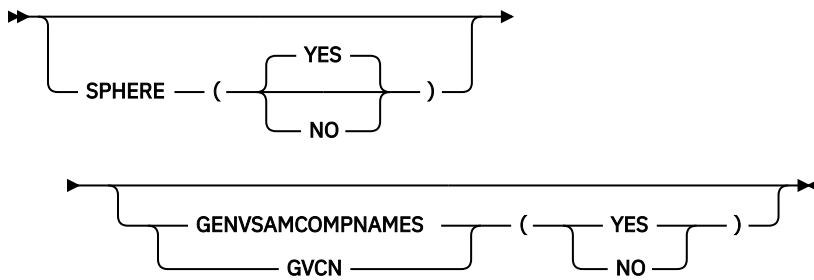 YES
SPHERE ( )
NO
GENVSAMCOMPNAMES ( YES )
GVCN NO